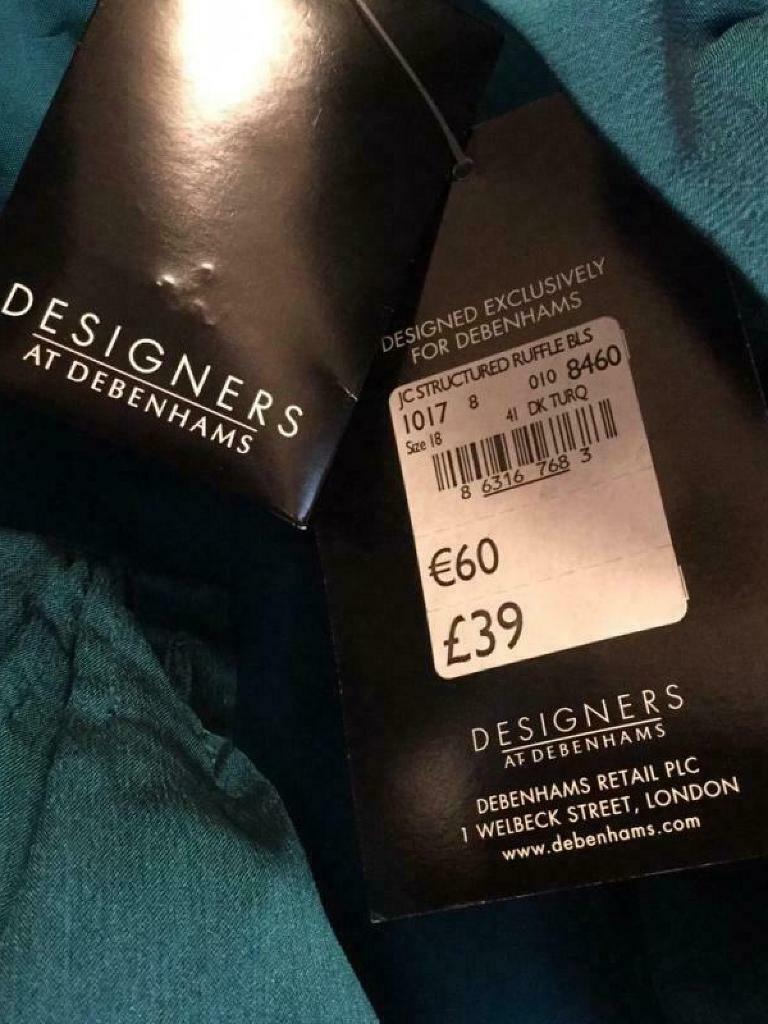 DESIGNERS
AT DEBENHAMS
DESIGNED EXCLUSIVELY
FOR DEBENHAMS
JC STRUCTURED RUFFLE BLS
1017 8 010 8460
Size 18 41 DK TURQ
8 6316 768 3
€60
£39
DESIGNERS
AT DEBENHAMS
DEBENHAMS RETAIL PLC
1 WELBECK STREET, LONDON
www.debenhams.com